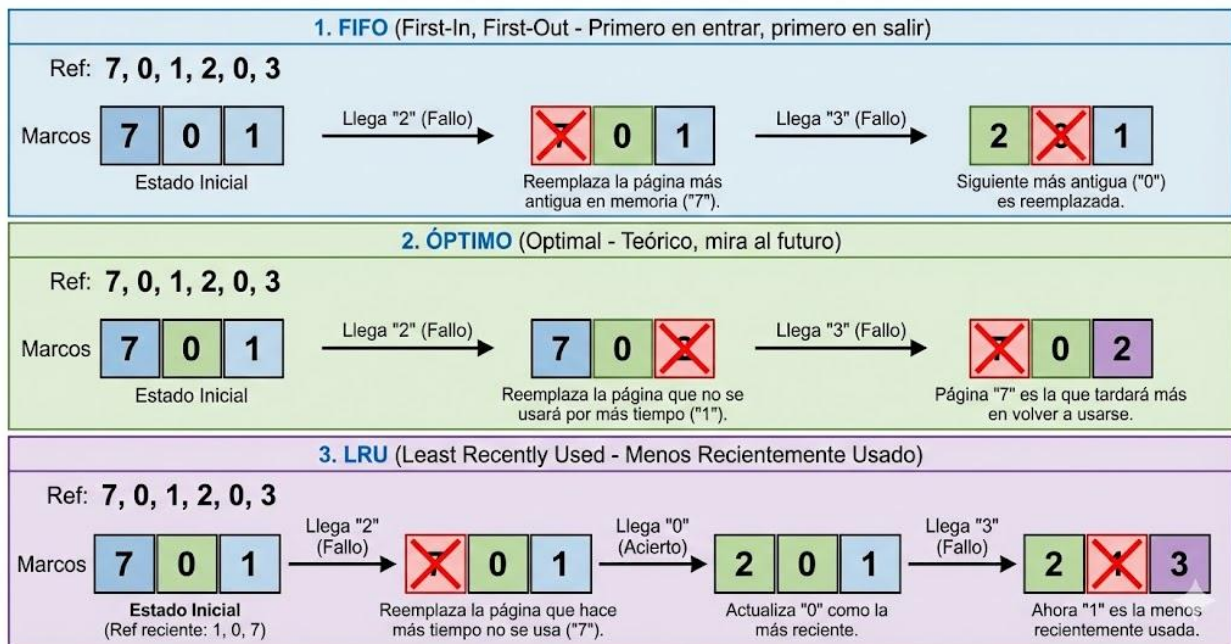 1. FIFO (First-In, First-Out - Primero en entrar, primero en salir)
Ref: 7, 0, 1, 2, 0, 3
Marcos 7 0 1 Llega "2" (Fallo) 7 0 1 Llega "3" (Fallo) 2 0 1
Estado Inicial
Reemplaza la página más
antigua en memoria ("7").
Siguiente más antigua ("0")
es reemplazada.
2. ÓPTIMO (Optimal - Teórico, mira al futuro)
Ref: 7, 0, 1, 2, 0, 3
Marcos 7 0 1 Llega "2" (Fallo) 7 0 2 Llega "3" (Fallo) 7 0 2
Estado Inicial
Reemplaza la página que no se
usará por más tiempo ("1").
Página "7" es la que tardará más
en volver a usarse.
3. LRU (Least Recently Used - Menos Recientemente Usado)
Ref: 7, 0, 1, 2, 0, 3
Marcos 7 0 1 Llega "2" (Fallo) 7 0 1 Llega "0" (Acierto) 2 0 1 Llega "3" (Fallo) 2 1 3
Estado Inicial
(Ref reciente: 1, 0, 7)
Reemplaza la página que hace
más tiempo no se usa ("7").
Actualiza "0" como la
más reciente.
Ahora "1" es la menos
recientemente usada.